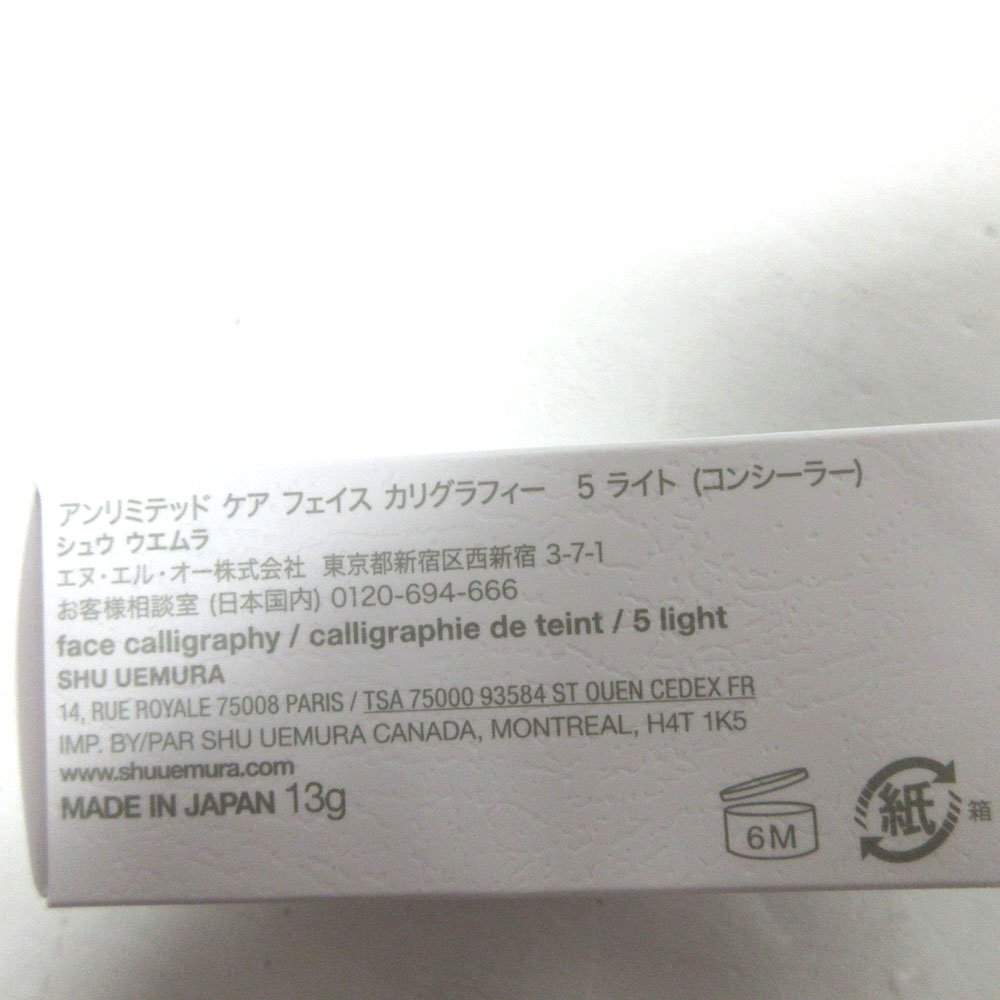 アンリミテッド ケア フェイス カリグラフィー 5 ライト (コンシーラー)
シュウ ウエムラ
エヌ・エル・オー株式会社 東京都新宿区西新宿 3-7-1
お客様相談室 (日本国内) 0120-694-666
face calligraphy / calligraphie de teint / 5 light
SHU UEMURA
14, RUE ROYALE 75008 PARIS / TSA 75000 93584 ST OUEN CEDEX FR
IMP. BY/PAR SHU UEMURA CANADA, MONTREAL, H4T 1K5
www.shuuemura.com
MADE IN JAPAN 13g
6M
紙 箱